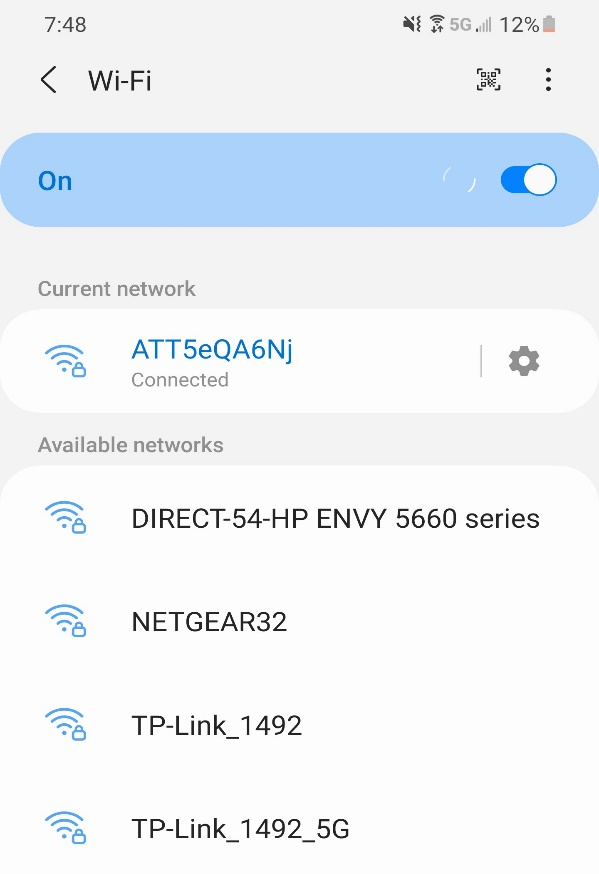 7:48 5G 12%
Wi-Fi
On
Current network
ATT5eQA6Nj
Connected
Available networks
DIRECT-54-HP ENVY 5660 series
NETGEAR32
TP-Link_1492
TP-Link_1492_5G